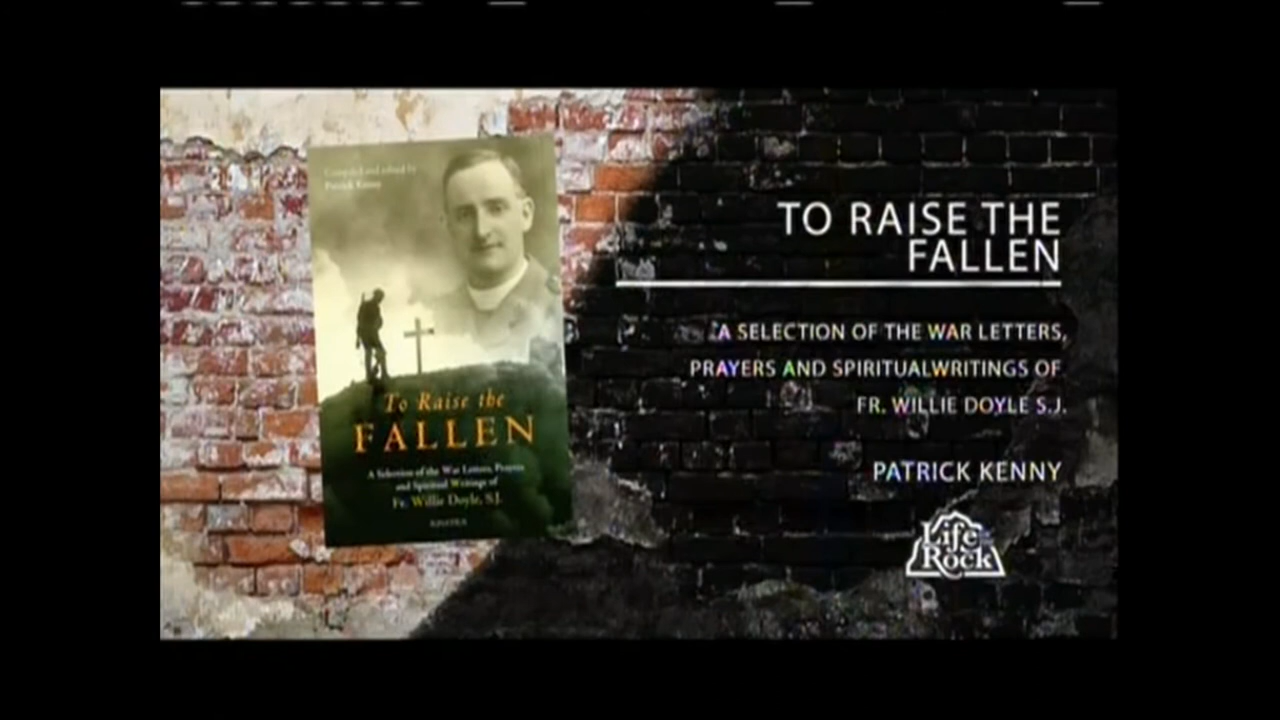 Compiled and edited by
Patrick Kenny
To Raise the
FALLEN
A Selection of the War Letters, Prayers
and Spiritual Writings of
Fr. Willie Doyle, S.J.
IGNATIUS
TO RAISE THE
FALLEN
A SELECTION OF THE WAR LETTERS,
PRAYERS AND SPIRITUALWRITINGS OF
FR. WILLIE DOYLE S.J.
PATRICK KENNY
Life
on the
Rock